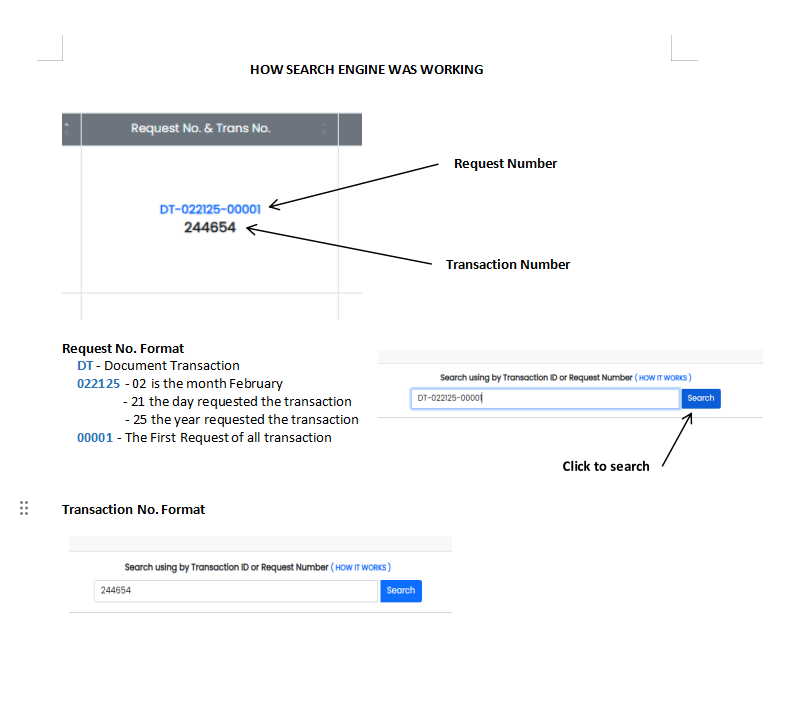 HOW SEARCH ENGINE WAS WORKING
Request No. & Trans No.
Request Number
DT-022125-00001
244654
Transaction Number
Request No. Format
DT - Document Transaction
022125 - 02 is the month February
- 21 the day requested the transaction
- 25 the year requested the transaction
00001 - The First Request of all transaction
Search using by Transaction ID or Request Number ( HOW IT WORKS )
DT-022125-00001
Search
Click to search
Transaction No. Format
Search using by Transaction ID or Request Number ( HOW IT WORKS )
244654
Search